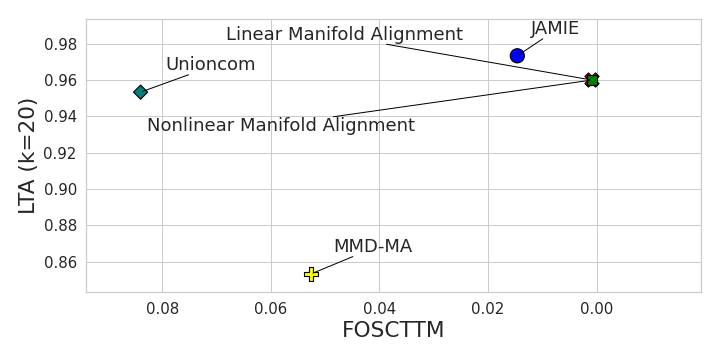 JAMIE
Linear Manifold Alignment
Unioncom
Nonlinear Manifold Alignment
MMD-MA
LTA (k=20)
0.98
0.96
0.94
0.92
0.90
0.88
0.86
0.08 0.06 0.04 0.02 0.00
FOSCTTM